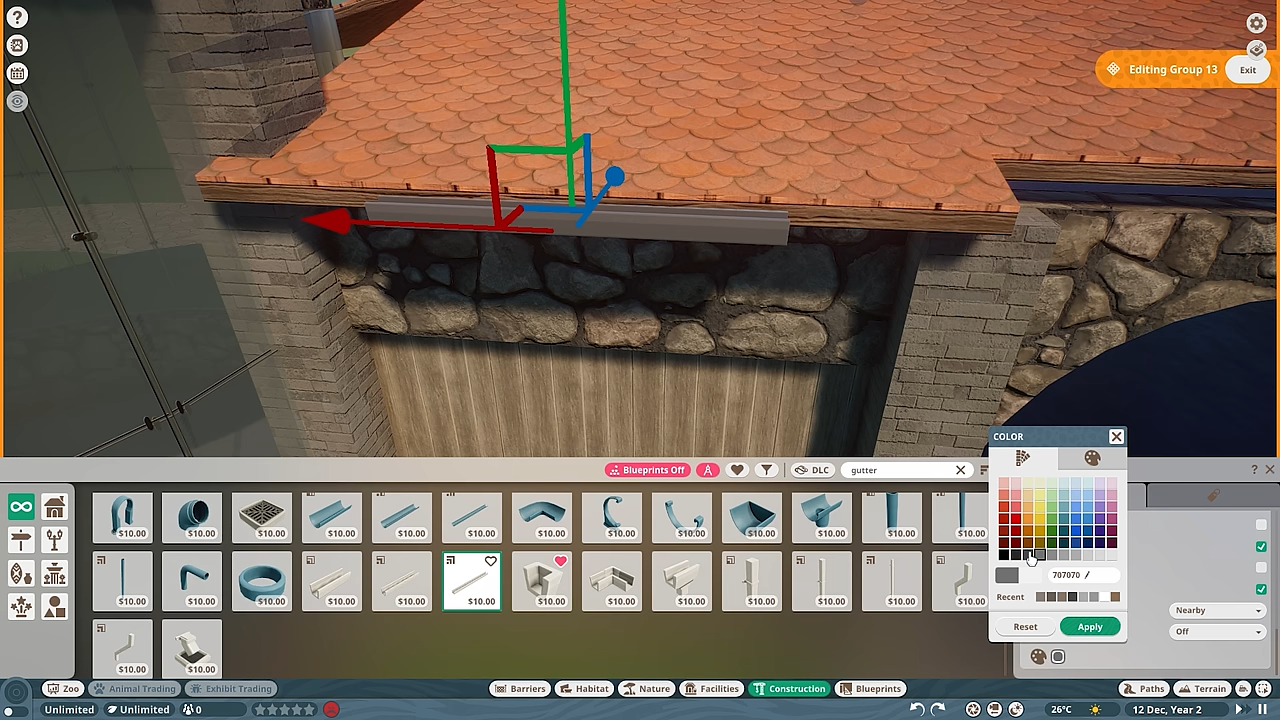 ?
Editing Group 13
Exit
Blueprints Off
DLC
gutter
?
COLOR
$10.00 $10.00 $10.00 $10.00 $10.00 $10.00 $10.00 $10.00 $10.00 $10.00 $10.00 $10.00 $10.00
$10.00 $10.00 $10.00 $10.00 $10.00 $10.00 $10.00 $10.00 $10.00 $10.00 $10.00 $10.00 $10.00
$10.00 $10.00
707070
Recent
Reset
Apply
Nearby
Off
Zoo
Animal Trading
Exhibit Trading
Barriers
Habitat
Nature
Facilities
Construction
Blueprints
Paths
Terrain
Unlimited
Unlimited
0
26°C
12 Dec, Year 2